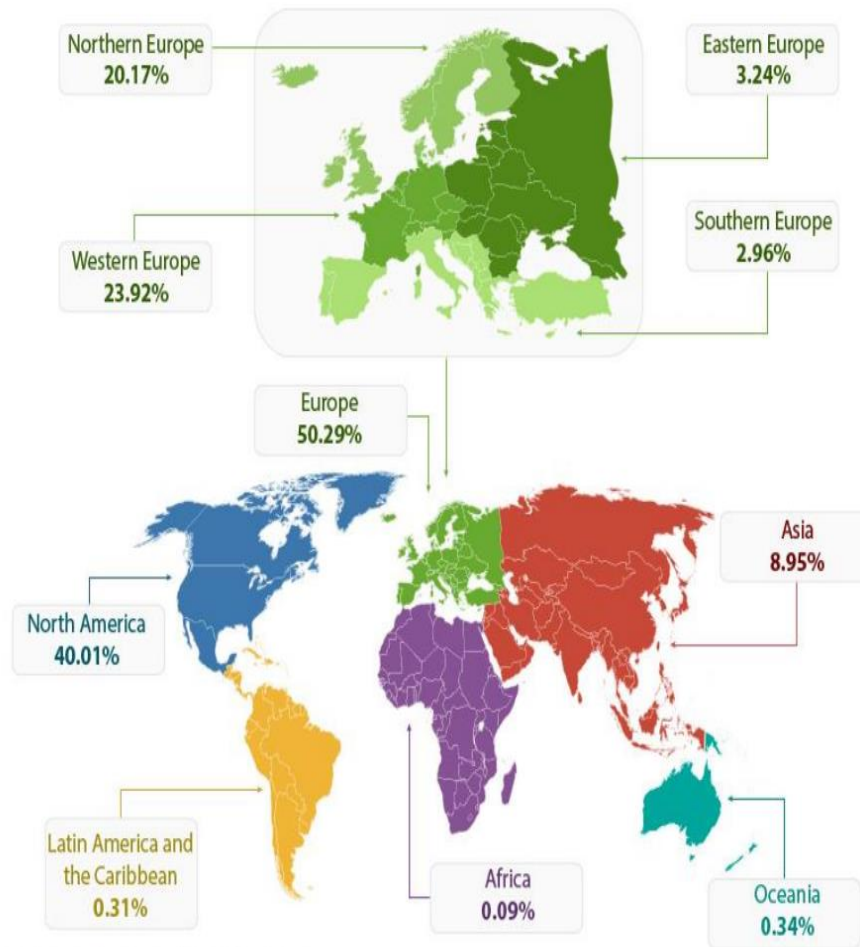 Northern Europe
20.17%
Eastern Europe
3.24%
Western Europe
23.92%
Southern Europe
2.96%
Europe
50.29%
Asia
8.95%
North America
40.01%
Latin America and
the Caribbean
0.31%
Africa
0.09%
Oceania
0.34%